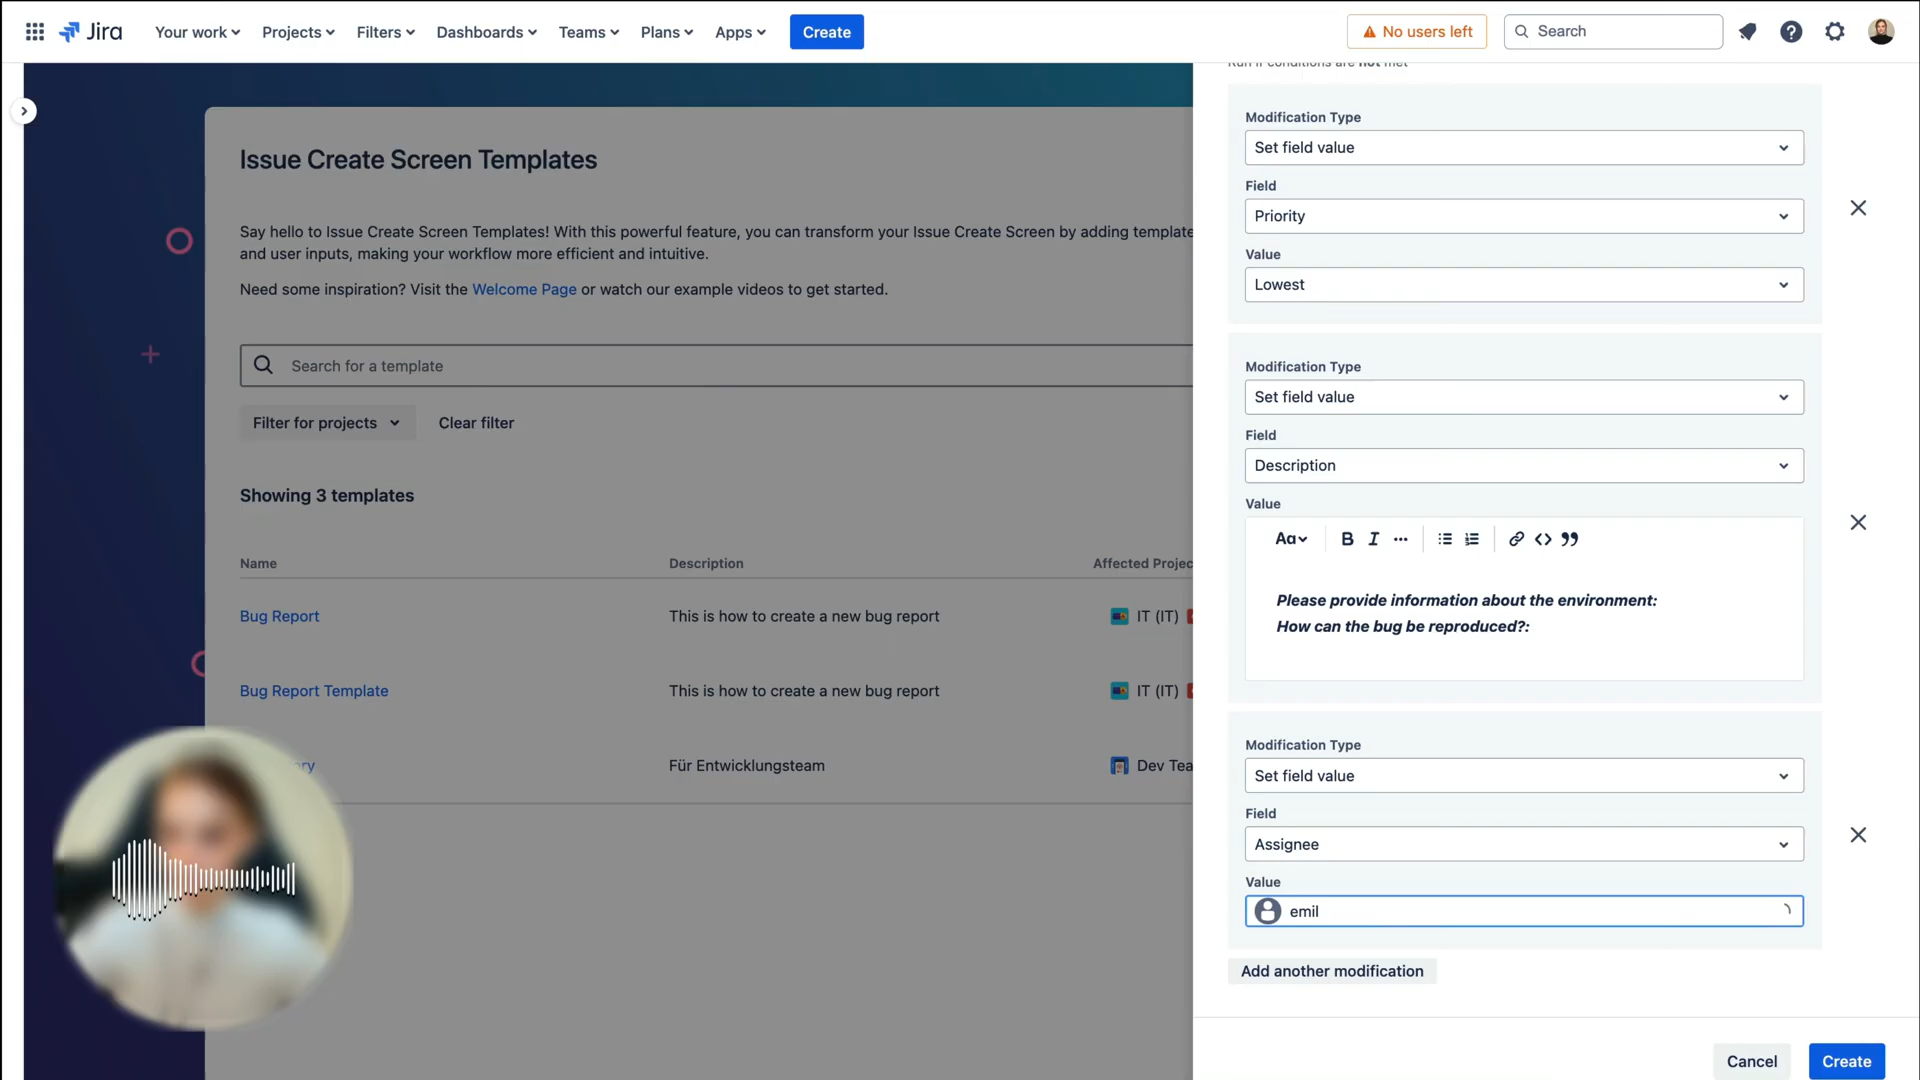 Jira
Your work
Projects
Filters
Dashboards
Teams
Plans
Apps
Create
No users left
Search
Issue Create Screen Templates
Say hello to Issue Create Screen Templates! With this powerful feature, you can transform your Issue Create Screen by adding template
and user inputs, making your workflow more efficient and intuitive.
Need some inspiration? Visit the Welcome Page or watch our example videos to get started.
Search for a template
Filter for projects
Clear filter
Showing 3 templates
Name Description Affected Projec
Bug Report This is how to create a new bug report IT (IT)
Bug Report Template This is how to create a new bug report IT (IT)
Für Entwicklungsteam Dev Tea
Run if conditions are not met
Modification Type
Set field value
Field
Priority
Value
Lowest
Modification Type
Set field value
Field
Description
Value
Aa B I
Please provide information about the environment:
How can the bug be reproduced?:
Modification Type
Set field value
Field
Assignee
Value
emil
Add another modification
Cancel
Create